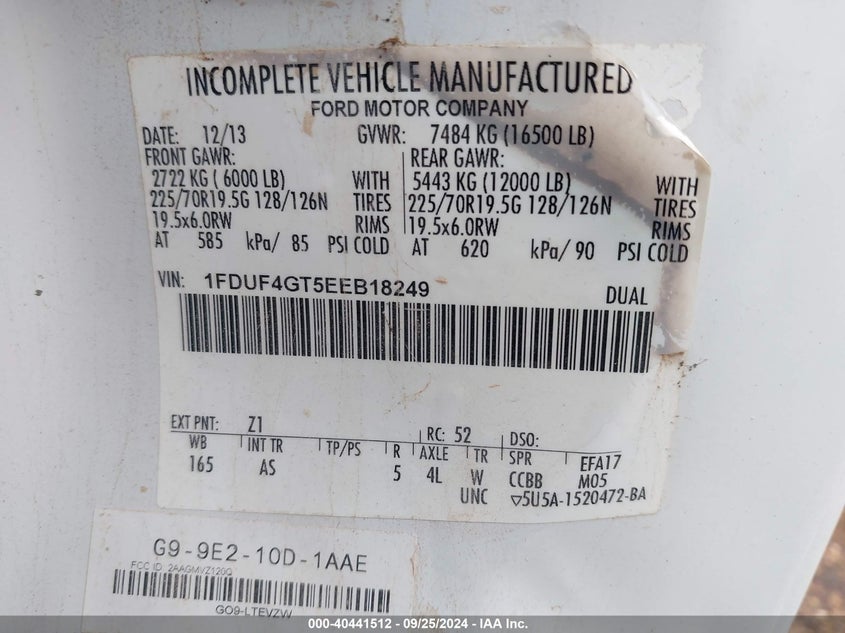 INCOMPLETE VEHICLE MANUFACTURED
FORD MOTOR COMPANY
DATE: 12/13 GVWR: 7484 KG (16500 LB)
FRONT GAWR: REAR GAWR:
2722 KG ( 6000 LB) WITH 5443 KG (12000 LB) WITH
225/70R19.5G 128/126N TIRES 225/70R19.5G 128/126N TIRES
19.5x6.0RW RIMS 19.5x6.0RW RIMS
AT 585 kPa/ 85 PSI COLD AT 620 kPa/ 90 PSI COLD
VIN: 1FDUF4GT5EEB18249 DUAL
EXT PNT: Z1 RC: 52 DSO:
WB INT TR TP/PS R AXLE TR SPR EFA17
165 AS 5 4L W CCBB M05
UNC ▽5U5A-1520472-BA
G9-9E2-10D-1AAE
FCC ID 2AAGMVZ120G
GO9-LTEVZW
000-40441512 - 09/25/2024 - IAA Inc.